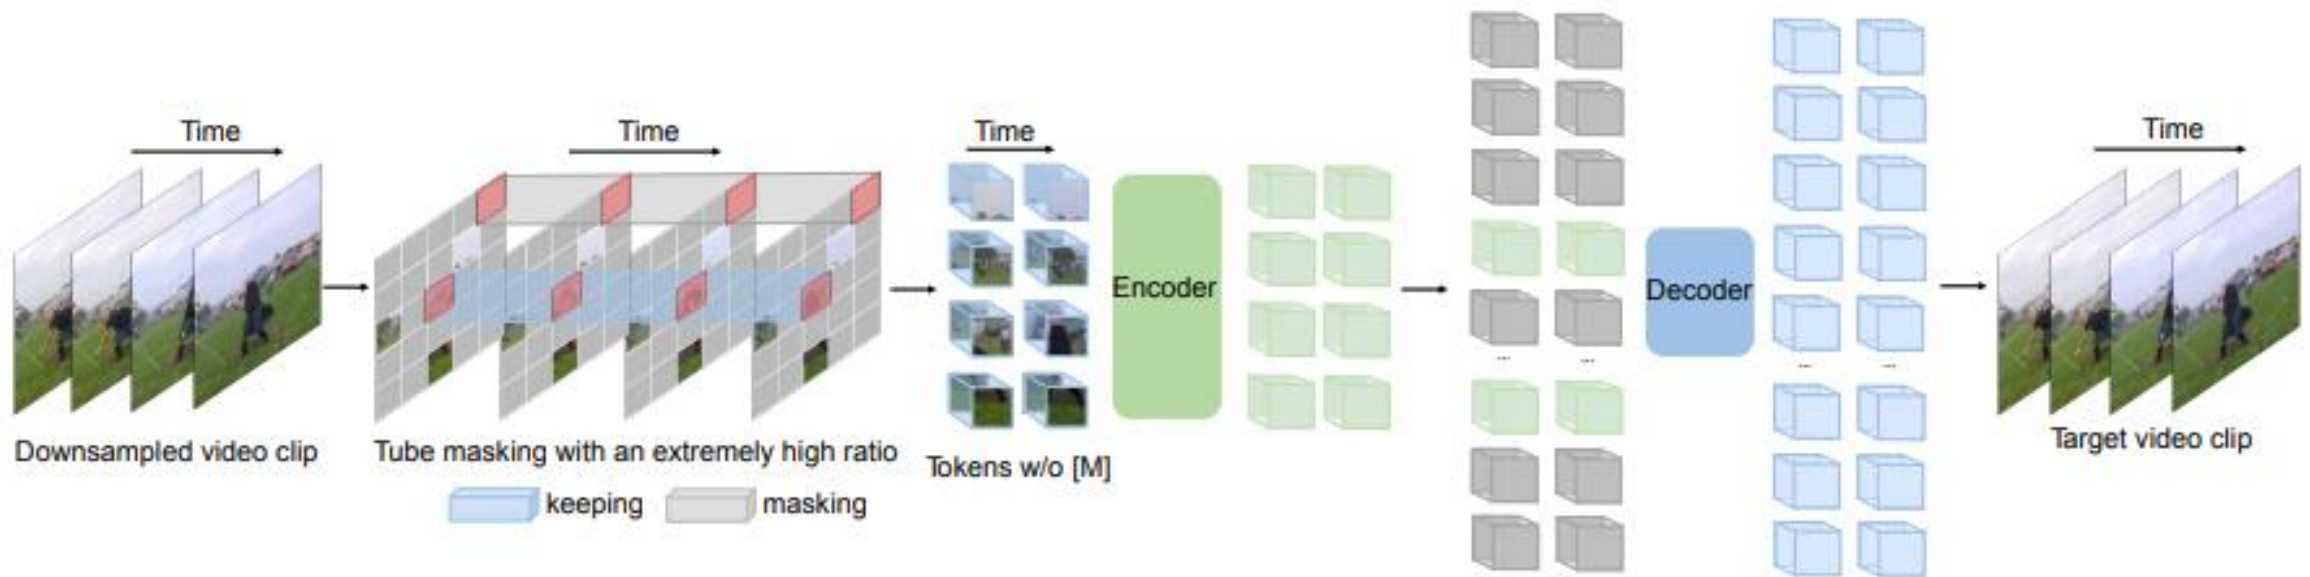 Time
Time
Time
Time
Encoder
Decoder
...
...
...
...
Downsampled video clip
Tube masking with an extremely high ratio
Tokens w/o [M]
Target video clip
keeping
masking